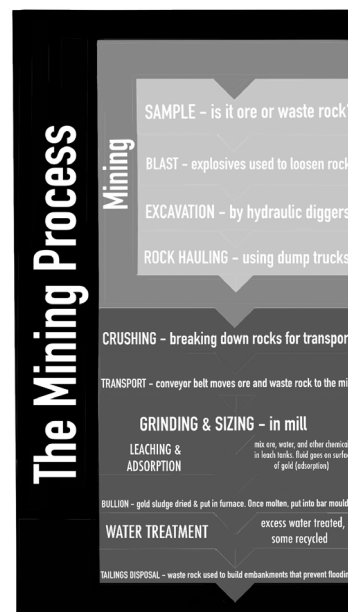 The Mining Process
Mining
SAMPLE - is it ore or waste rock?
BLAST - explosives used to loosen rock
EXCAVATION - by hydraulic diggers
ROCK HAULING - using dump trucks
CRUSHING - breaking down rocks for transpor
TRANSPORT - conveyor belt moves ore and waste rock to the mi
GRINDING & SIZING - in mill
LEACHING &
ADSORPTION
mix ore, water, and other chemical
in leach tanks. fluid goes on surfac
of gold (adsorption)
BULLION - gold sludge dried & put in furnace. Once molten, put into bar mould
WATER TREATMENT
excess water treated,
some recycled
TAILINGS DISPOSAL - waste rock used to build embankments that prevent floodin